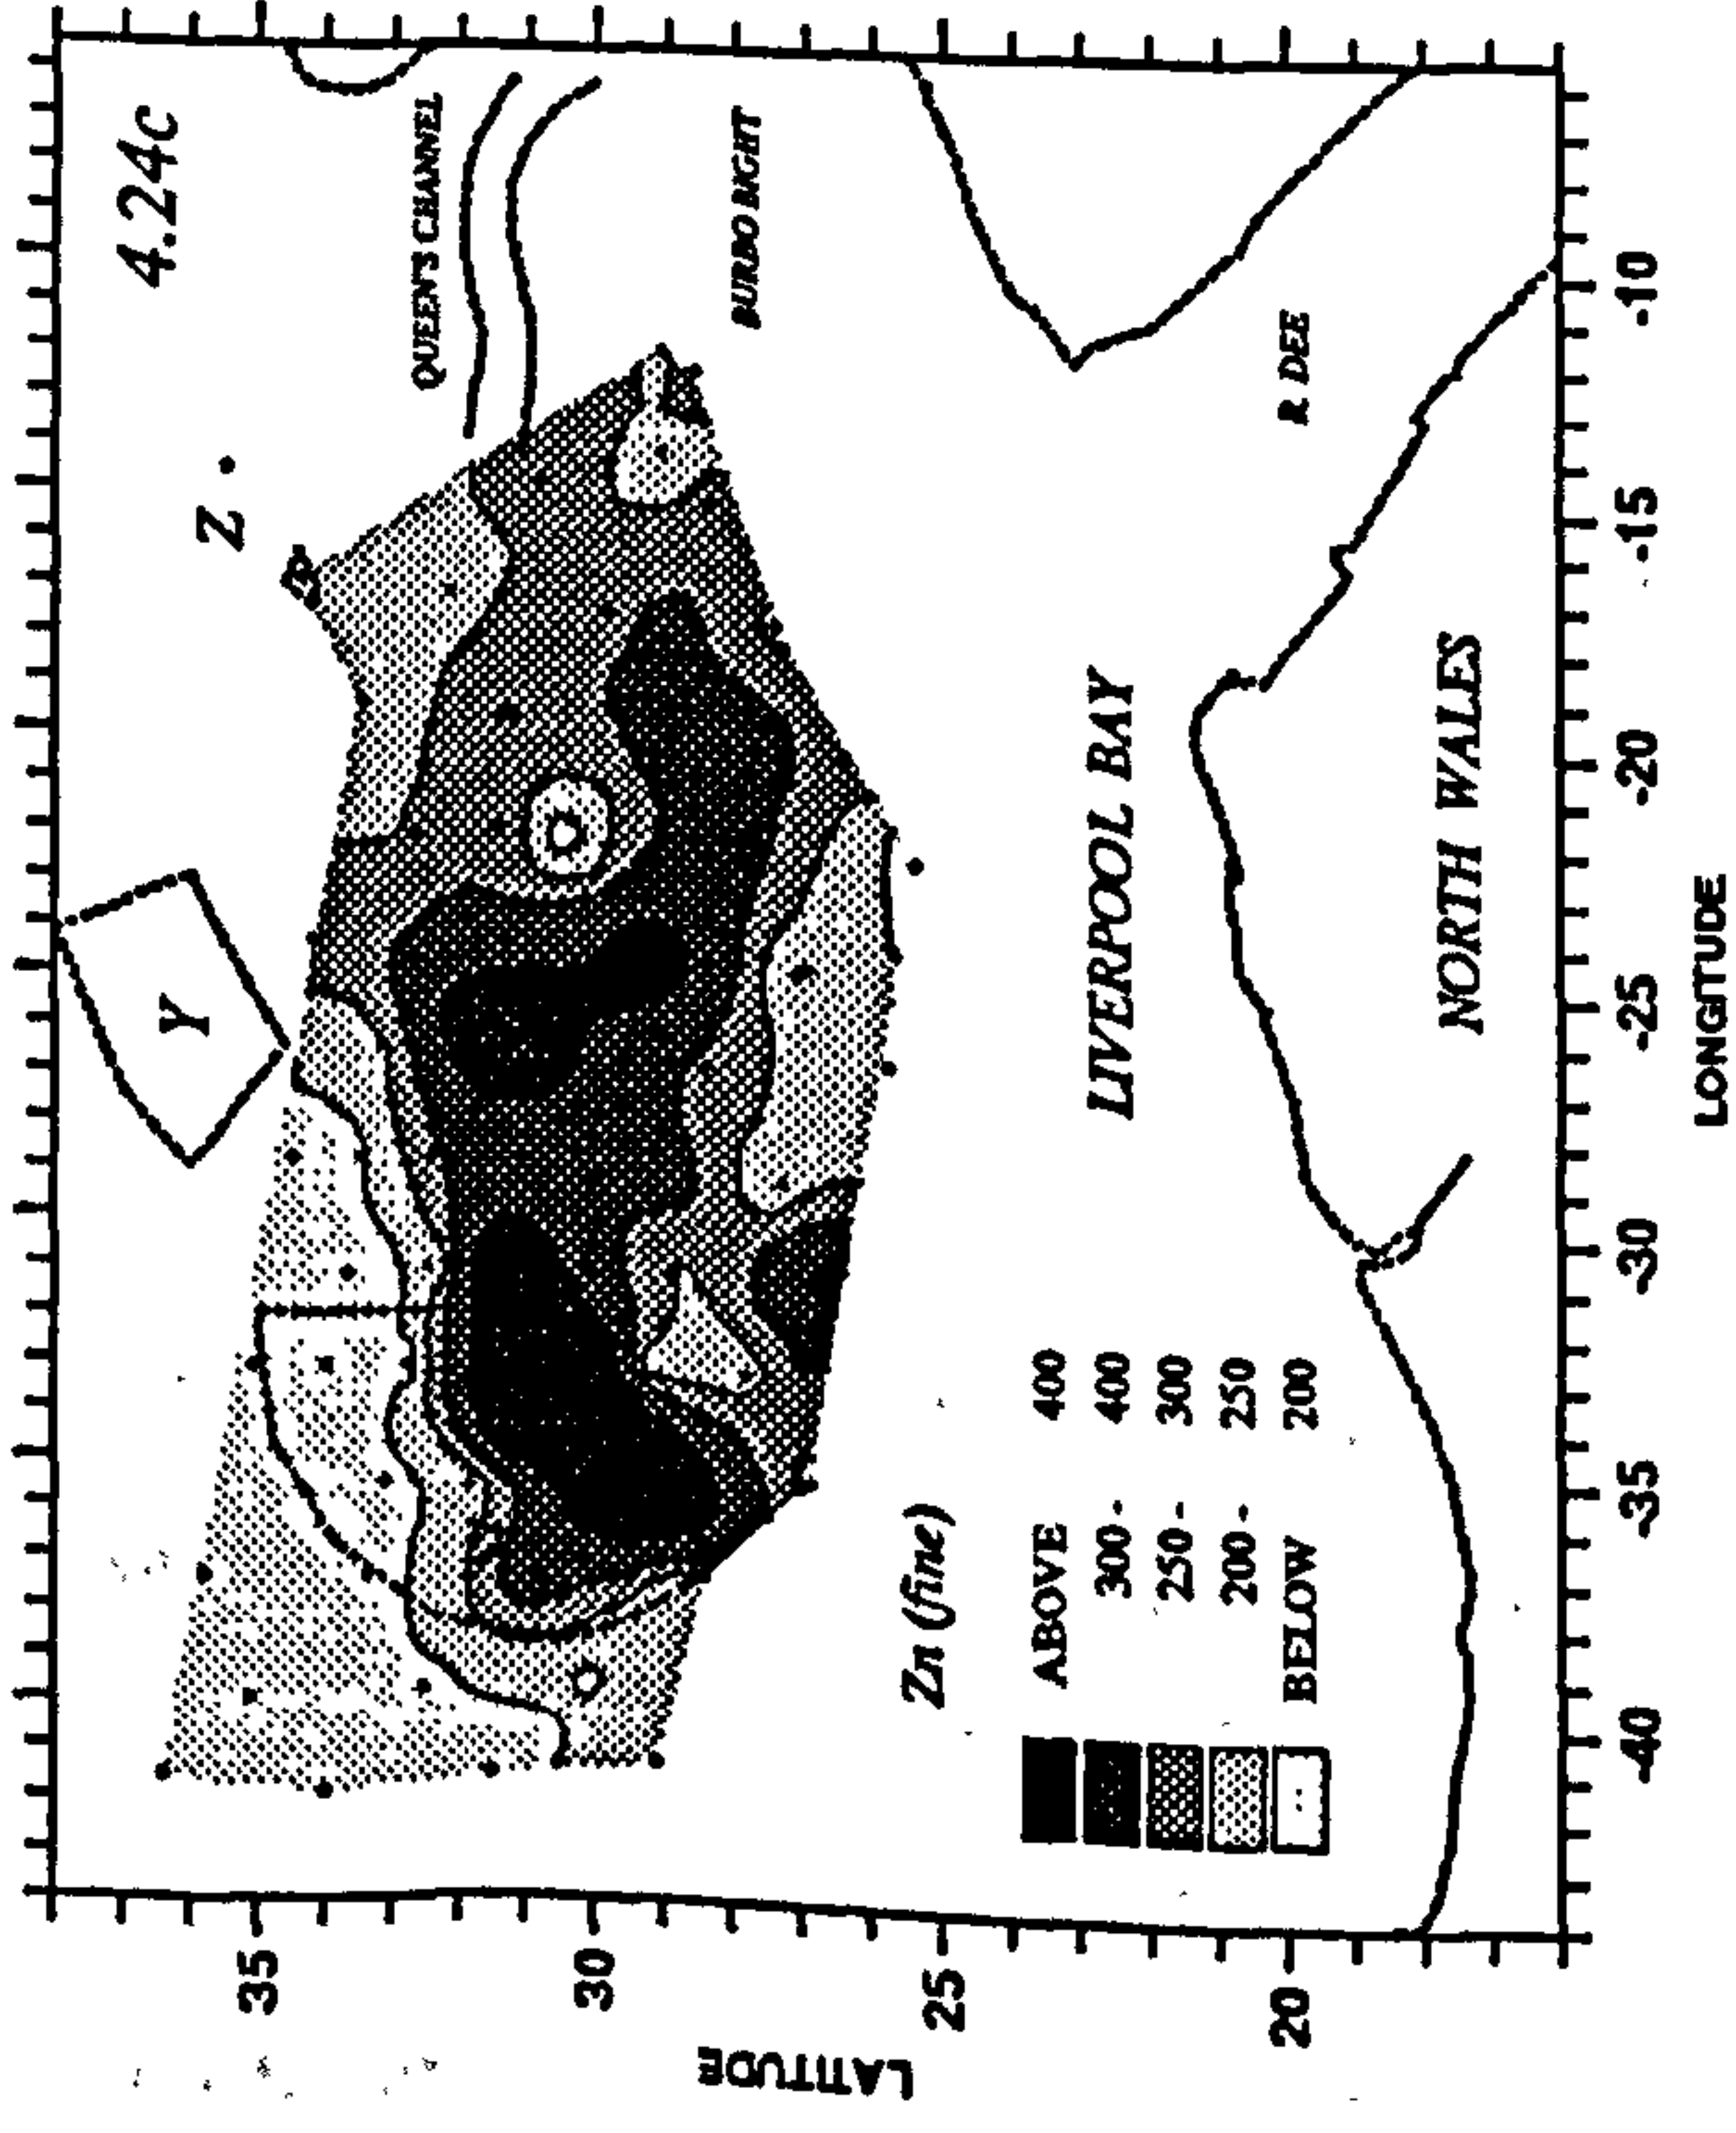 4.24c
Z
QUEEN'S CHANNEL
Y
BURBO BIGHT
LIVERPOOL BAY
R. DEE
NORTH WALES
Zn (fine)
ABOVE 400
300 - 400
250 - 300
200 - 250
BELOW 200
35
30
25
20
LATITUDE
-40
-35
-30
-25
-20
-15
-10
LONGITUDE